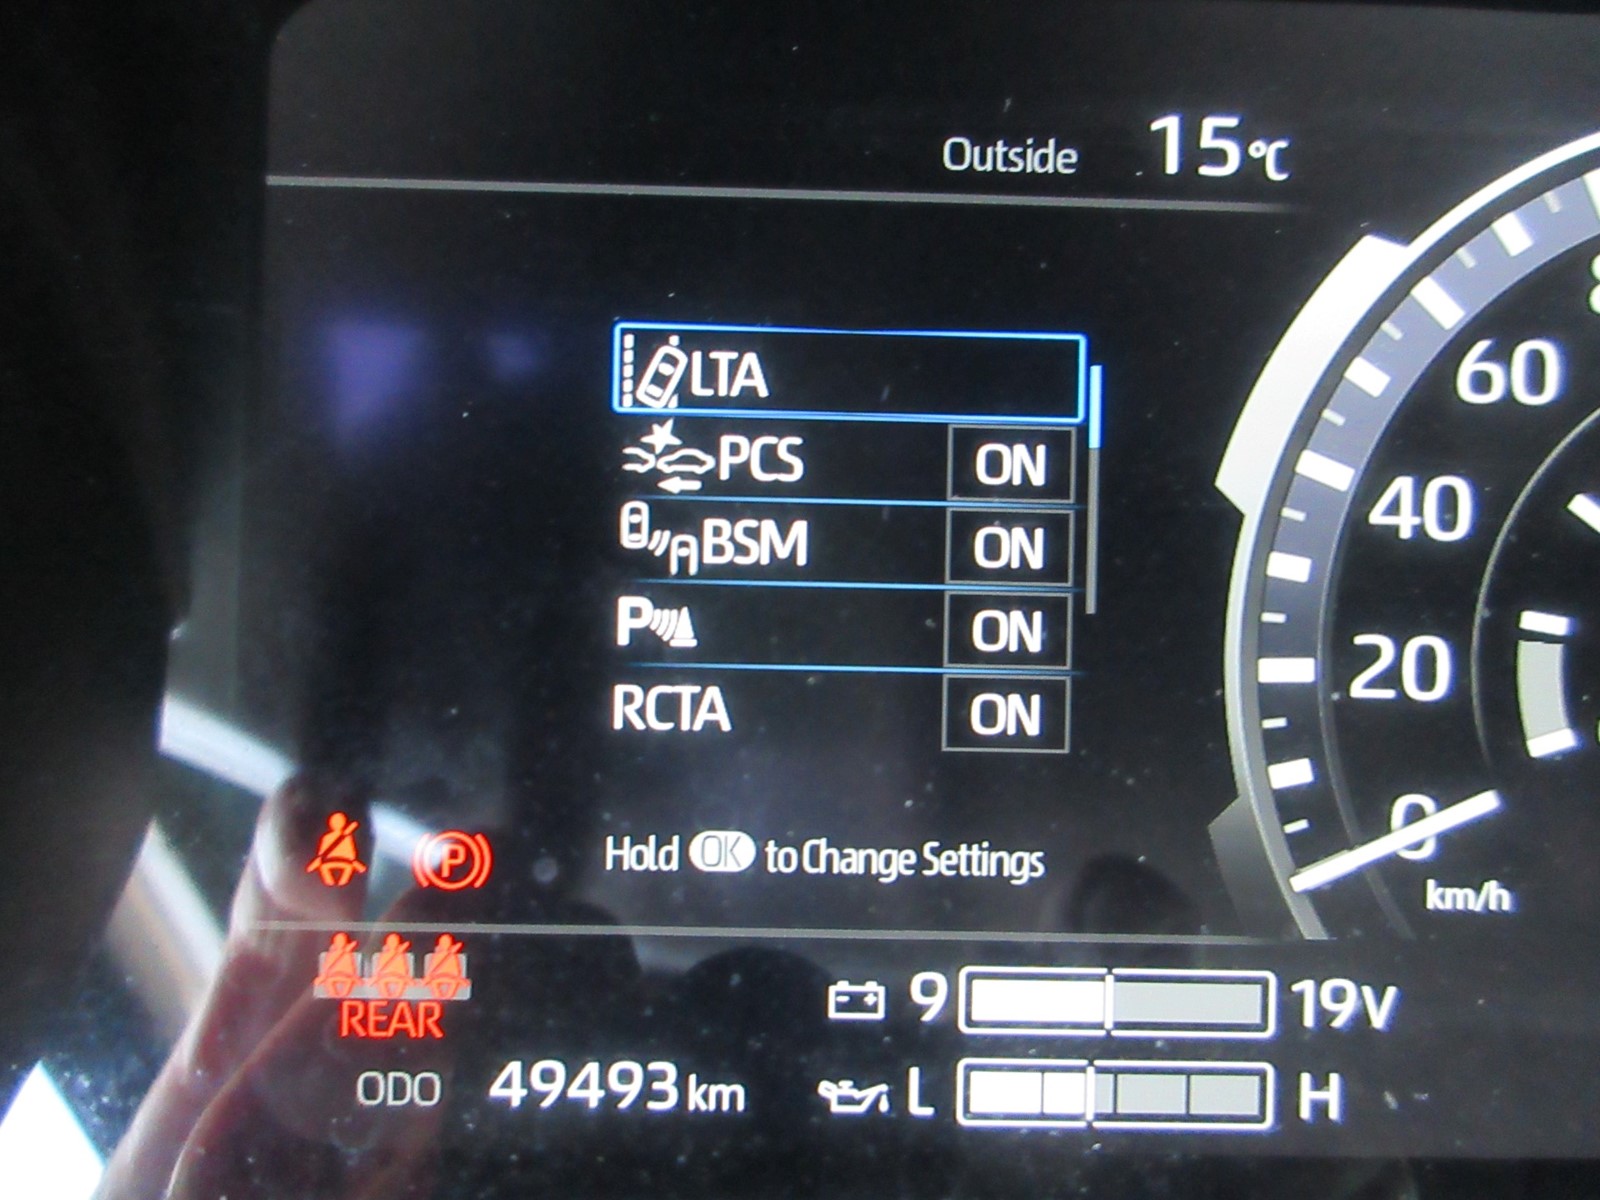 Outside 15°C
LTA
PCS ON
BSM ON
P ON
RCTA ON
Hold OK to Change Settings
60
40
20
0
km/h
P
REAR
9 19V
ODO 49493 km
L H